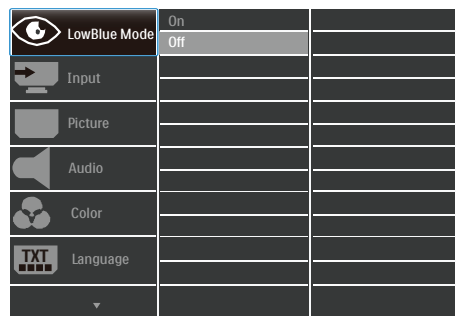 LowBlue Mode
On
Off
Input
Picture
Audio
Color
TXT
Language